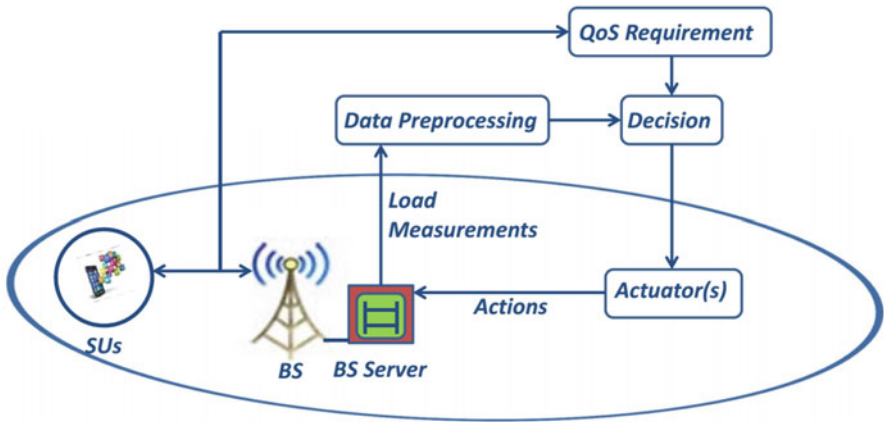 QoS Requirement
Data Preprocessing
Decision
Load
Measurements
Actuator(s)
Actions
SUs
BS
BS Server